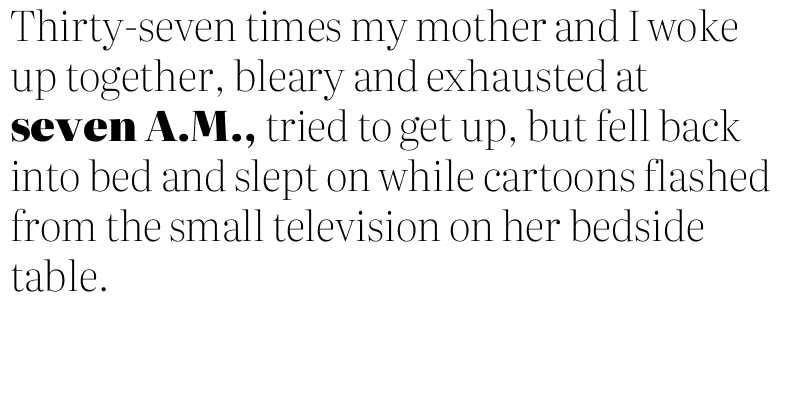 Thirty-seven times my mother and I woke
up together, bleary and exhausted at
seven A.M., tried to get up, but fell back
into bed and slept on while cartoons flashed
from the small television on her bedside
table.